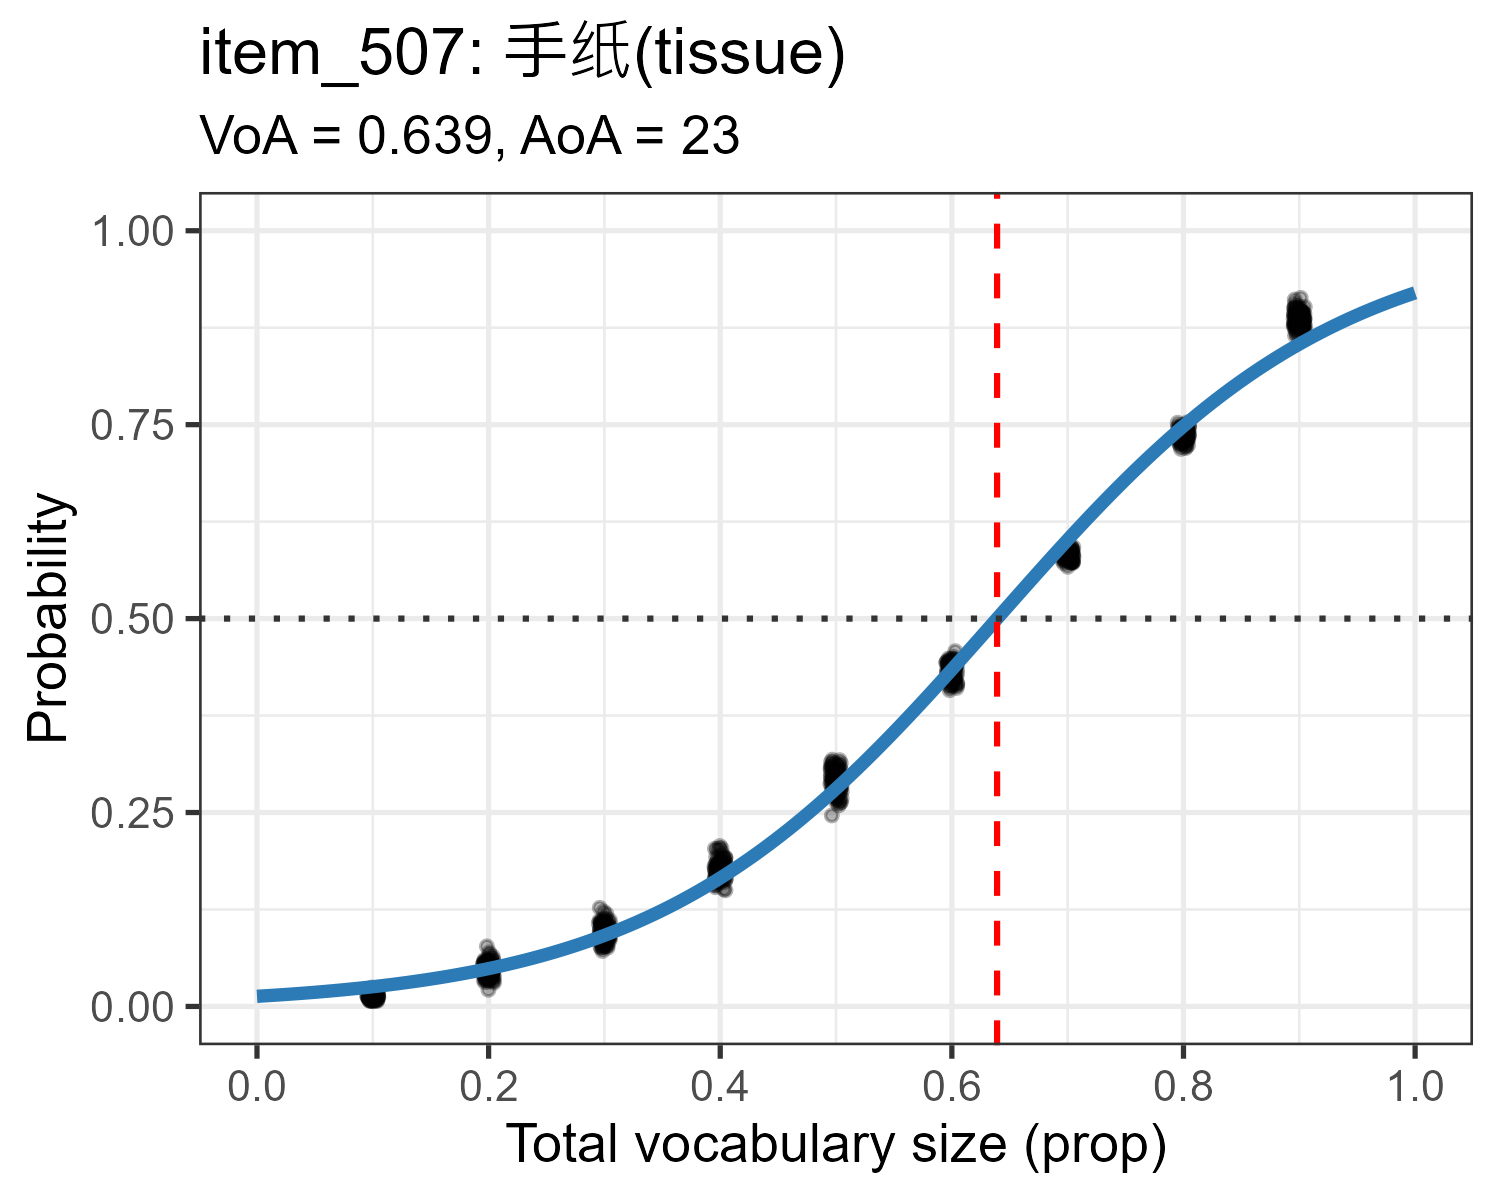 item_507: 手纸(tissue)
VoA = 0.639, AoA = 23
1.00
0.75
0.50
0.25
0.00
Probability
0.0 0.2 0.4 0.6 0.8 1.0
Total vocabulary size (prop)